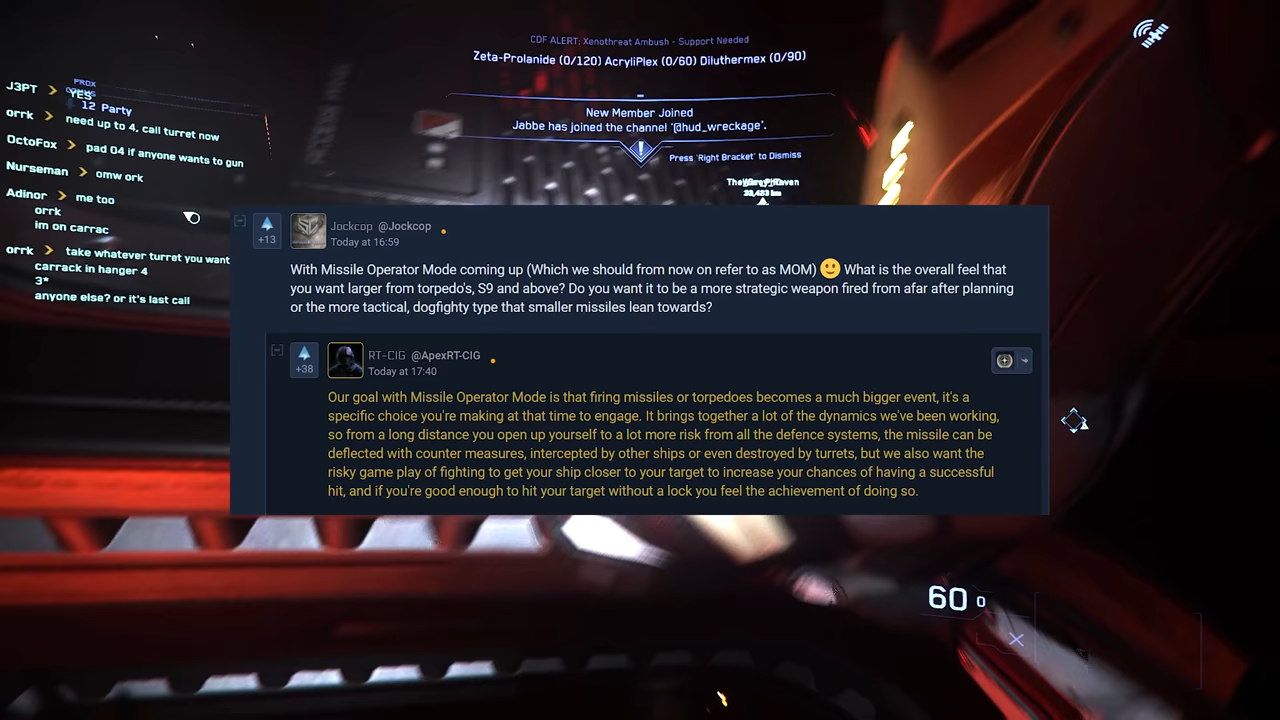 CDF ALERT: Xenothreat Ambush - Support Needed
Zeta-Prolanide (0/120) AcryliPlex (0/60) Diluthermex (0/90)
New Member Joined
Jabbe has joined the channel '@hud_wreckage'.
Press 'Right Bracket' to Dismiss
J3PT > YES
PROX
12 Party
orrk > need up to 4, call turret now
OctoFox > pad 04 if anyone wants to gun
Nurseman > omw ork
Adinor > me too
orrk
im on carrac
orrk > take whatever turret you want
carrack in hanger 4
3*
anyone else? or it's last call
[-]
+13
Jockcop @Jockcop
Today at 16:59
With Missile Operator Mode coming up (Which we should from now on refer to as MOM) 🙂 What is the overall feel that
you want larger from torpedo's, S9 and above? Do you want it to be a more strategic weapon fired from afar after planning
or the more tactical, dogfighty type that smaller missiles lean towards?
[-]
+38
RT-CIG @ApexRT-CIG
Today at 17:40
Our goal with Missile Operator Mode is that firing missiles or torpedoes becomes a much bigger event, it's a
specific choice you're making at that time to engage. It brings together a lot of the dynamics we've been working,
so from a long distance you open up yourself to a lot more risk from all the defence systems, the missile can be
deflected with counter measures, intercepted by other ships or even destroyed by turrets, but we also want the
risky game play of fighting to get your ship closer to your target to increase your chances of having a successful
hit, and if you're good enough to hit your target without a lock you feel the achievement of doing so.
60 0